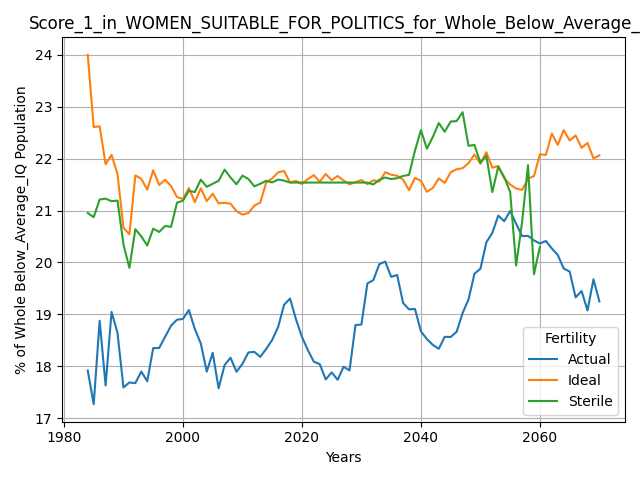 Score_1_in_WOMEN_SUITABLE_FOR_POLITICS_for_Whole_Below_Average_
24
23
22
21
20
19
18
17
% of Whole Below_Average_IQ Population
1980
2000
2020
2040
2060
Years
Fertility
Actual
Ideal
Sterile